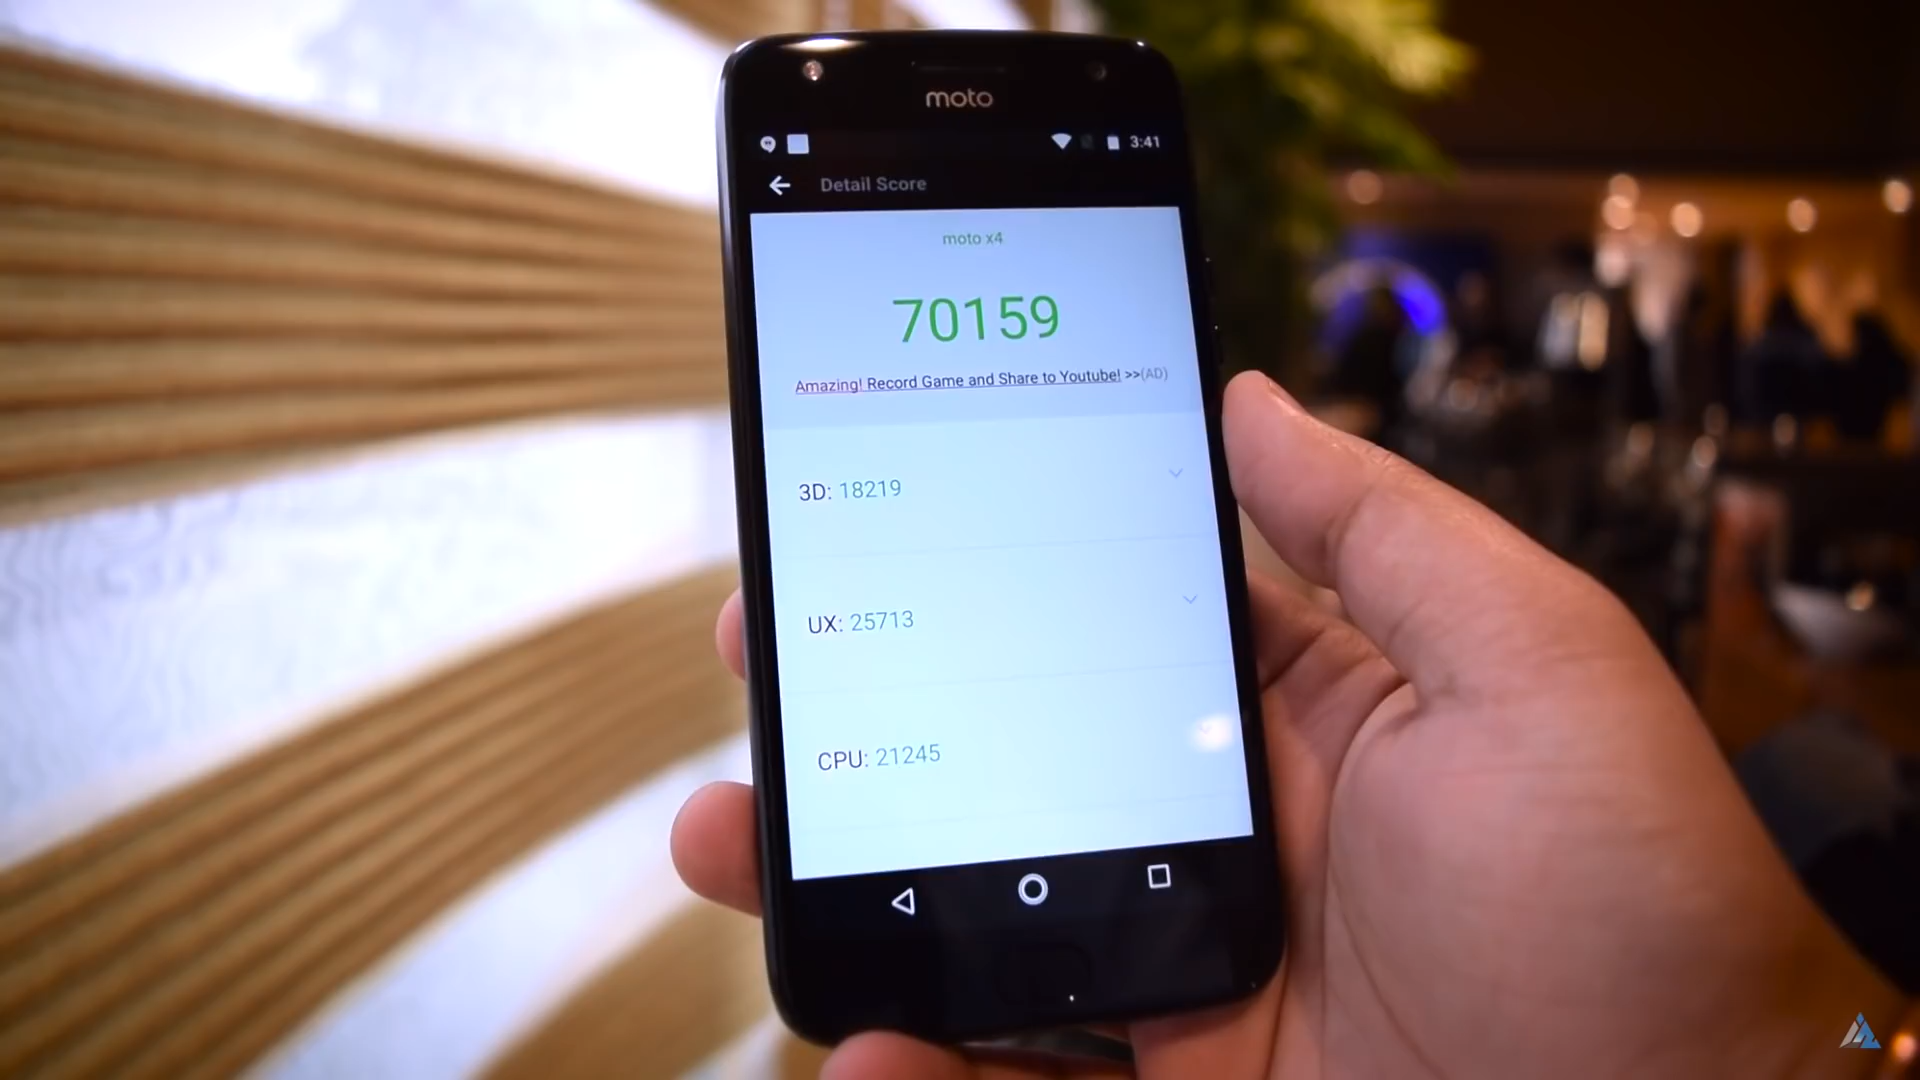 moto
3:41
Detail Score
moto x4
70159
Amazing! Record Game and Share to Youtube! >>(AD)
3D: 18219
UX: 25713
CPU: 21245